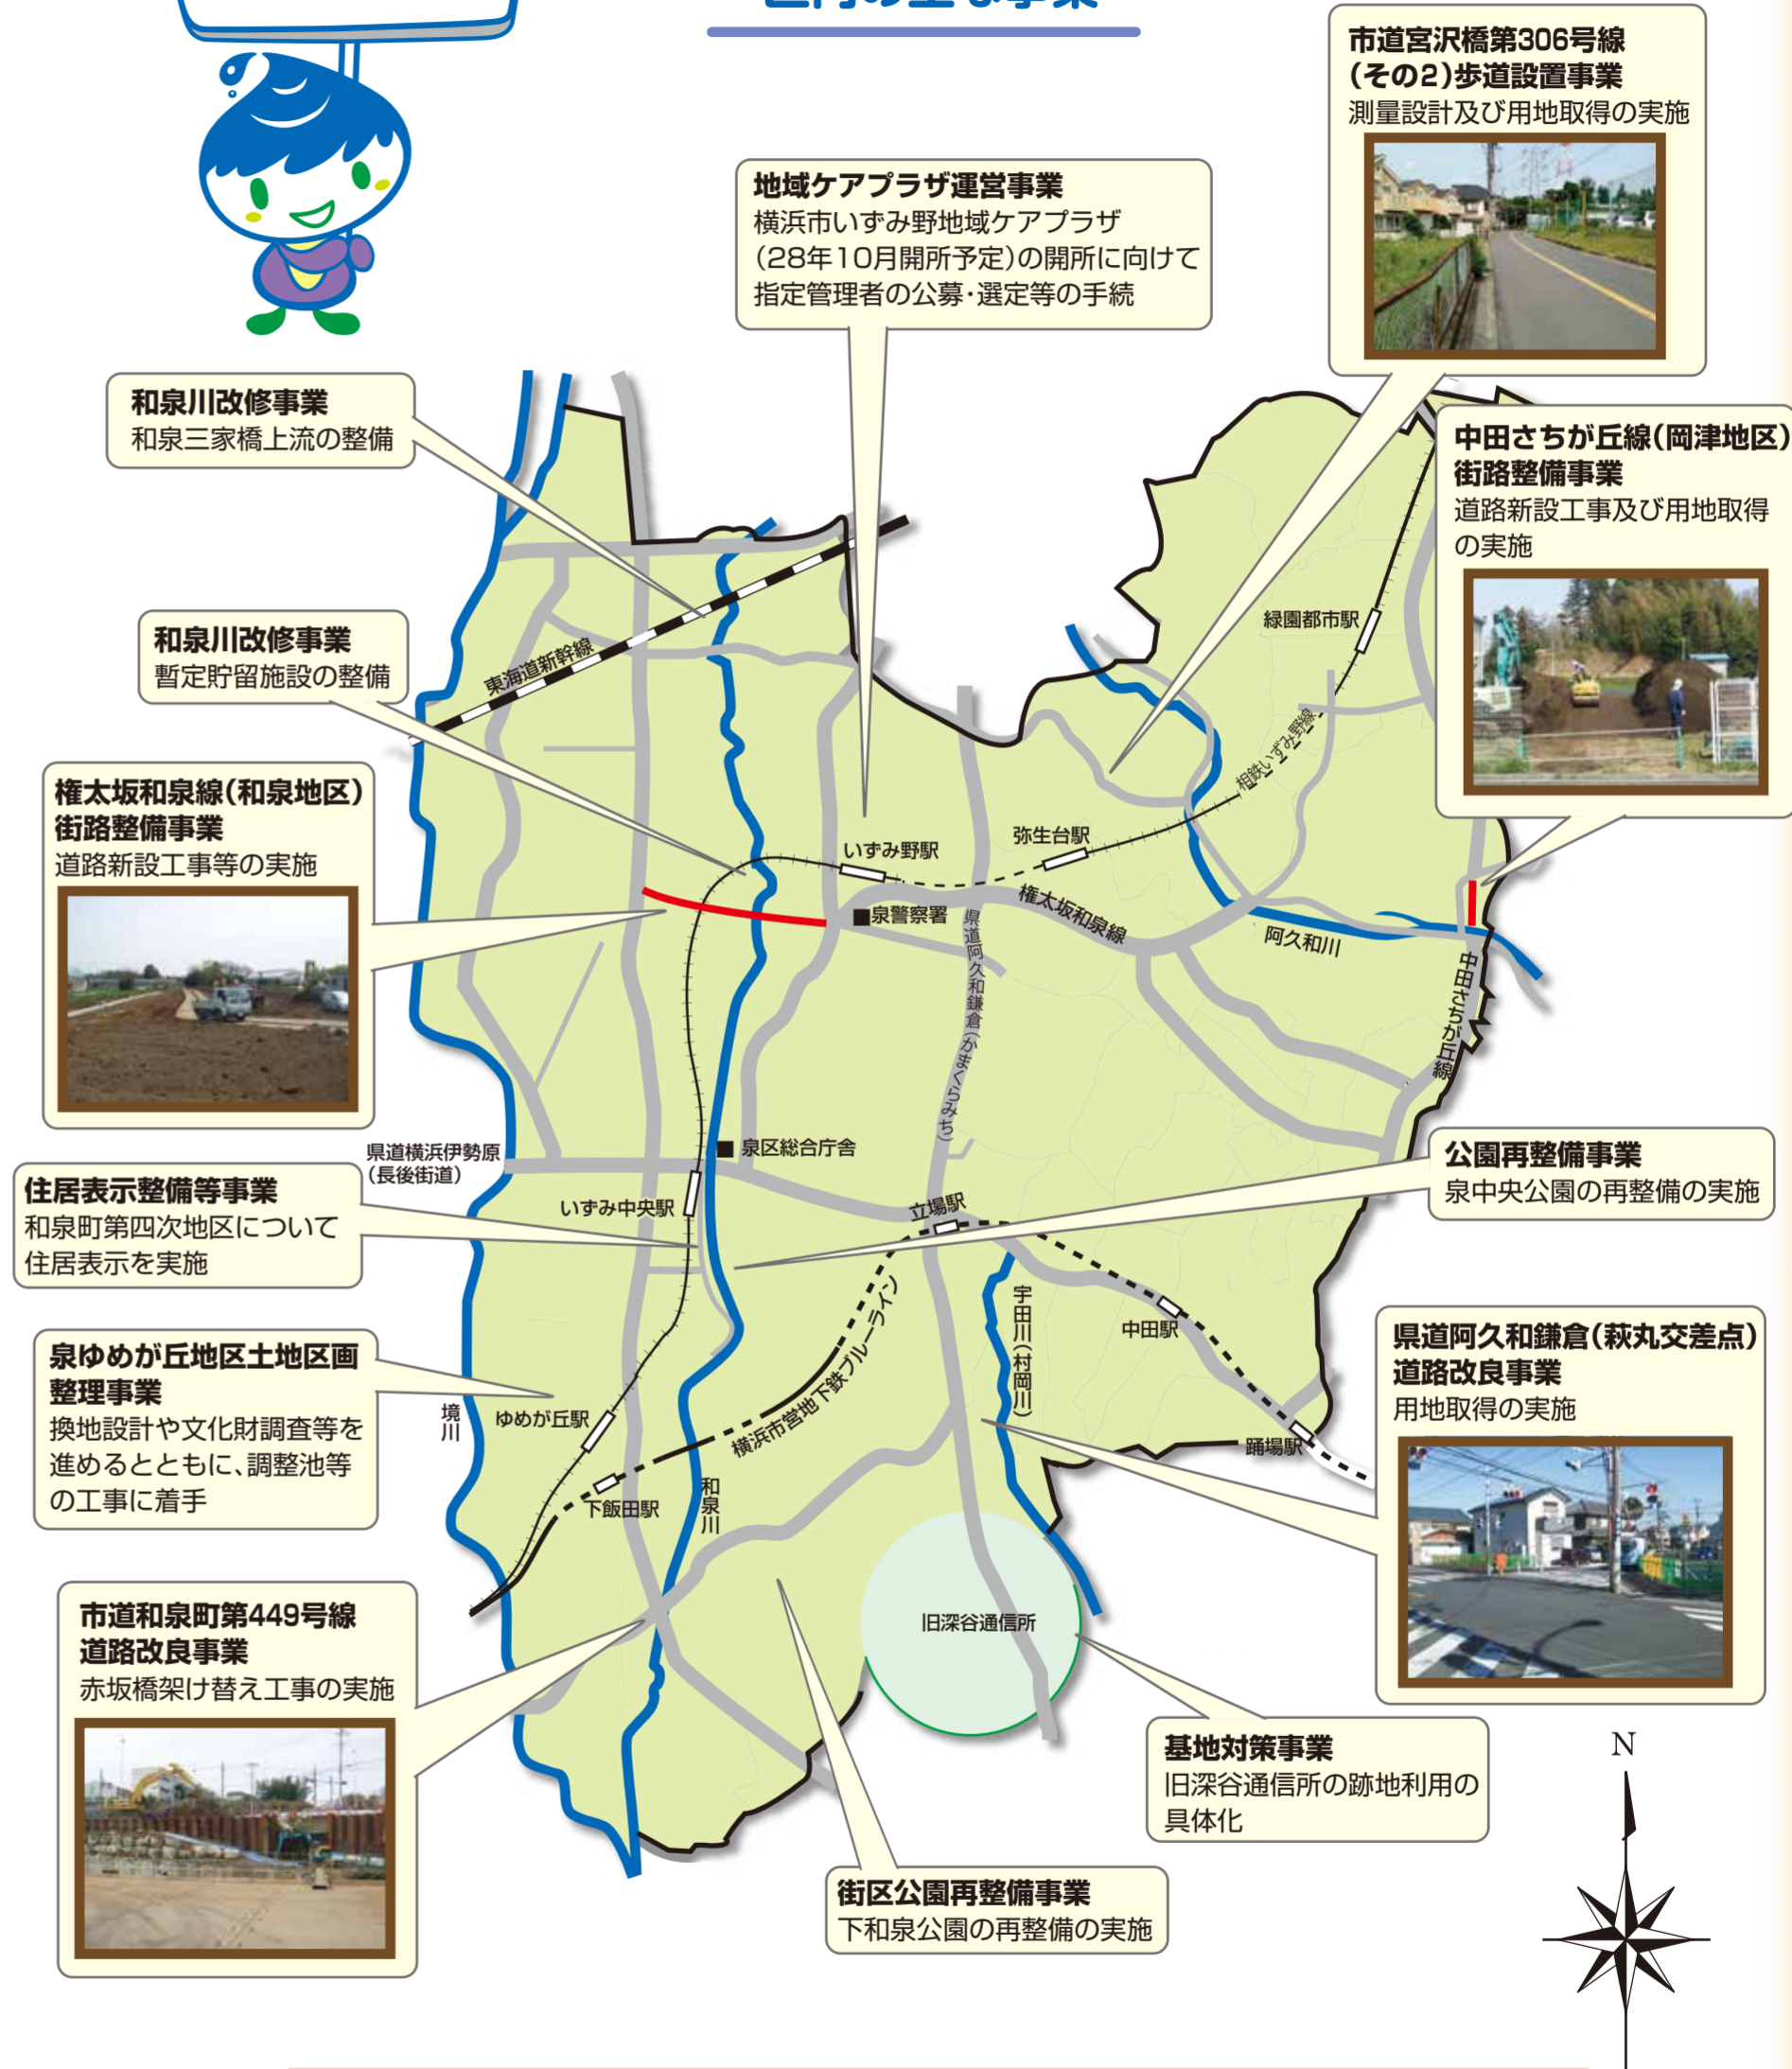 区内の主な事業
市道宮沢橋第306号線
(その2)歩道設置事業
測量設計及び用地取得の実施
地域ケアプラザ運営事業
横浜市いずみ野地域ケアプラザ
(28年10月開所予定)の開所に向けて
指定管理者の公募・選定等の手続
和泉川改修事業
和泉三家橋上流の整備
中田さちが丘線(岡津地区)
街路整備事業
道路新設工事及び用地取得
の実施
和泉川改修事業
暫定貯留施設の整備
東海道新幹線
緑園都市駅
相鉄いずみ野線
権太坂和泉線(和泉地区)
街路整備事業
道路新設工事等の実施
いずみ野駅
弥生台駅
■泉警察署
権太坂和泉線
県道阿久和鎌倉(かまくらみち)
阿久和川
中田さちが丘線
県道横浜伊勢原
(長後街道)
■ 泉区総合庁舎
公園再整備事業
泉中央公園の再整備の実施
住居表示整備等事業
和泉町第四次地区について
住居表示を実施
いずみ中央駅
立場駅
横浜市営地下鉄ブルーライン
宇田川(村岡川)
中田駅
県道阿久和鎌倉(萩丸交差点)
道路改良事業
用地取得の実施
泉ゆめが丘地区土地区画
整理事業
換地設計や文化財調査等を
進めるとともに、調整池等
の工事に着手
境川
ゆめが丘駅
踊場駅
下飯田駅
和泉川
旧深谷通信所
市道和泉町第449号線
道路改良事業
赤坂橋架け替え工事の実施
基地対策事業
旧深谷通信所の跡地利用の
具体化
N
街区公園再整備事業
下和泉公園の再整備の実施